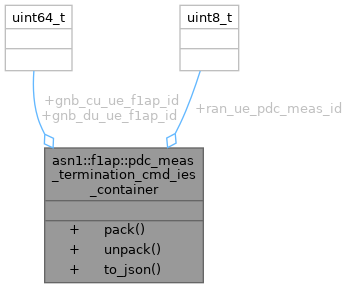 uint64_t
uint8_t
+gnb_cu_ue_f1ap_id
+gnb_du_ue_f1ap_id
+ran_ue_pdc_meas_id
asn1::f1ap::pdc_meas
_termination_cmd_ies
_container
+ pack()
+ unpack()
+ to_json()